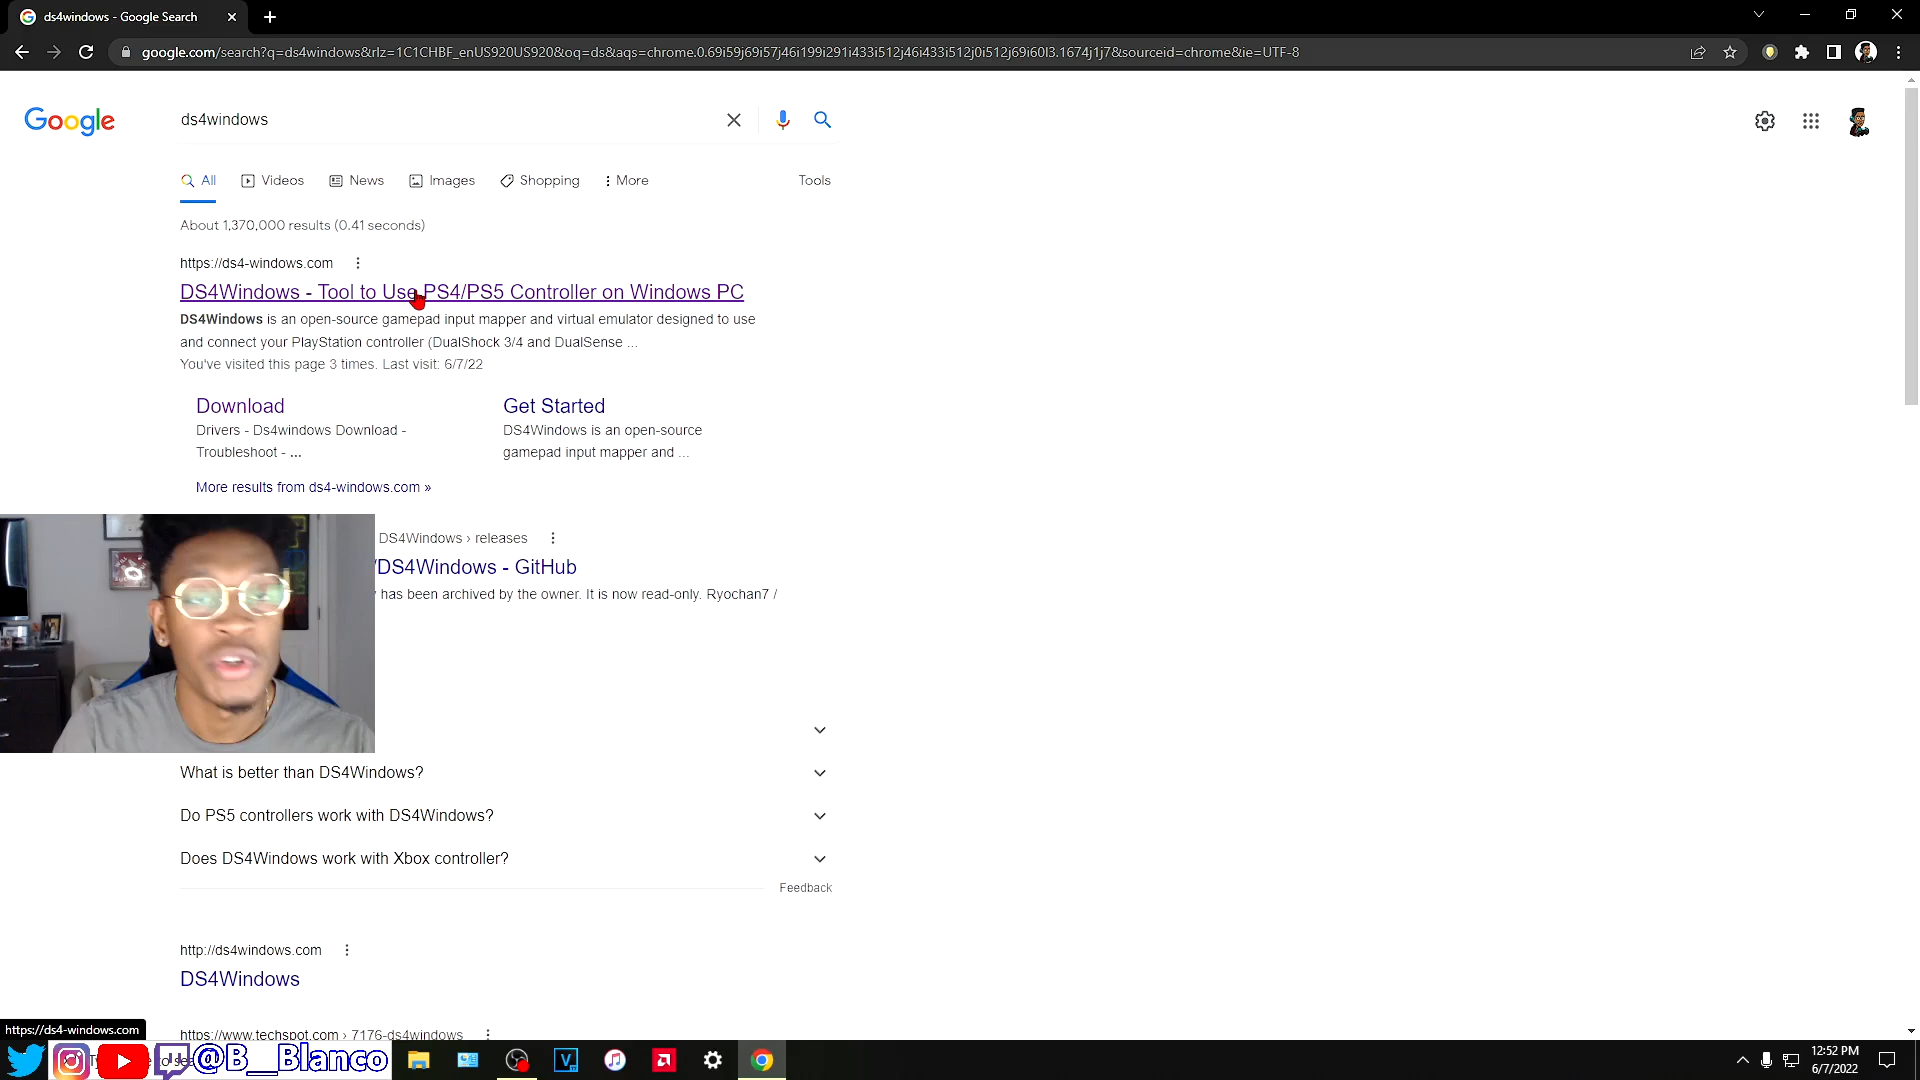 ds4windows - Google Search
google.com/search?q=ds4windows&rlz=1C1CHBF_enUS920US920&oq=ds&aqs=chrome.0.69i59j69i57j46i199i291i433i512j46i433i512j0i512j69i60l3.1674j1j7&sourceid=chrome&ie=UTF-8
Google
ds4windows
All Videos News Images Shopping More Tools
About 1,370,000 results (0.41 seconds)
https://ds4-windows.com
DS4Windows - Tool to Use PS4/PS5 Controller on Windows PC
DS4Windows is an open-source gamepad input mapper and virtual emulator designed to use
and connect your PlayStation controller (DualShock 3/4 and DualSense ...
You've visited this page 3 times. Last visit: 6/7/22
Download Get Started
Drivers - Ds4windows Download - DS4Windows is an open-source
Troubleshoot - ... gamepad input mapper and ...
More results from ds4-windows.com »
DS4Windows › releases
/DS4Windows - GitHub
has been archived by the owner. It is now read-only. Ryochan7 /
What is better than DS4Windows?
Do PS5 controllers work with DS4Windows?
Does DS4Windows work with Xbox controller?
Feedback
http://ds4windows.com
DS4Windows
https://www.techspot.com › 7176-ds4windows
https://ds4-windows.com
@B__Blanco
12:52 PM
6/7/2022